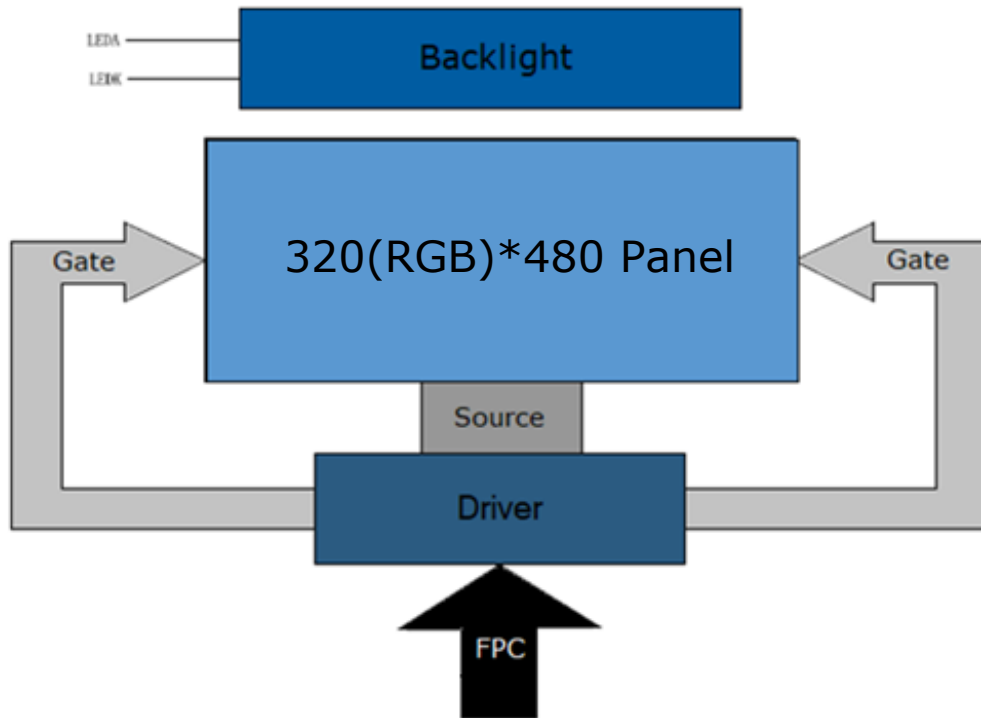 LEDA
LEDK
Backlight
320(RGB)*480 Panel
Gate
Gate
Source
Driver
FPC